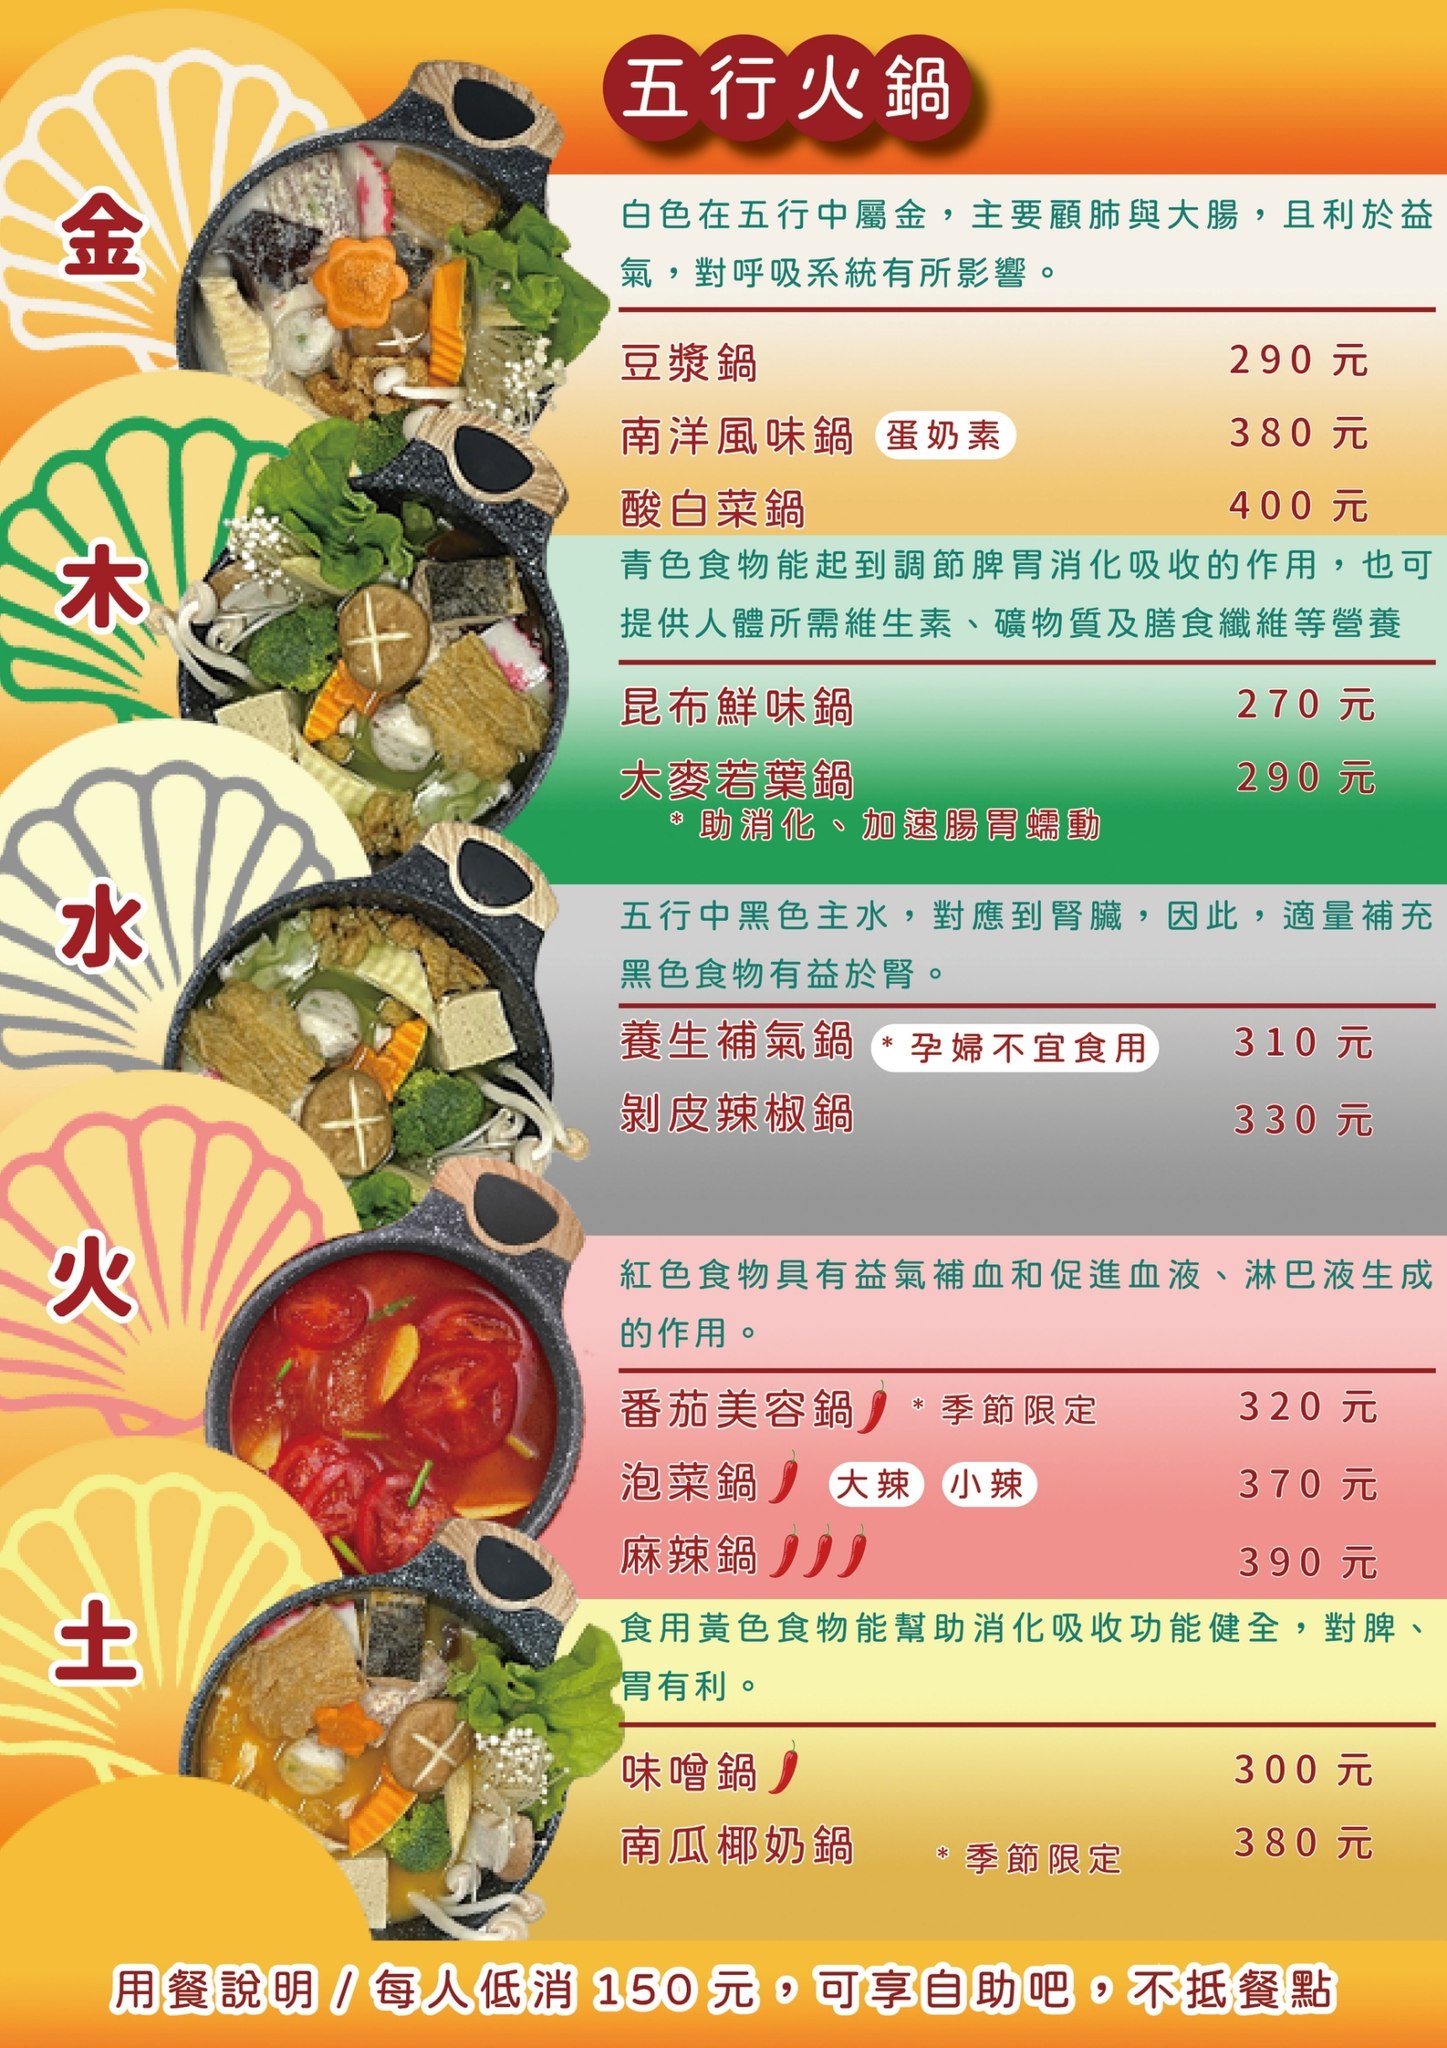 五行火鍋
金
白色在五行中屬金，主要顧肺與大腸，且利於益
氣，對呼吸系統有所影響。
豆漿鍋 290 元
南洋風味鍋 蛋奶素 380 元
酸白菜鍋 400 元
木
青色食物能起到調節脾胃消化吸收的作用，也可
提供人體所需維生素、礦物質及膳食纖維等營養
昆布鮮味鍋 270 元
大麥若葉鍋 290 元
* 助消化、加速腸胃蠕動
水
五行中黑色主水，對應到腎臟，因此，適量補充
黑色食物有益於腎。
養生補氣鍋 * 孕婦不宜食用 310 元
剝皮辣椒鍋 330 元
火
紅色食物具有益氣補血和促進血液、淋巴液生成
的作用。
番茄美容鍋 * 季節限定 320 元
泡菜鍋 大辣 小辣 370 元
麻辣鍋 390 元
土
食用黃色食物能幫助消化吸收功能健全，對脾、
胃有利。
味噌鍋 300 元
南瓜椰奶鍋 * 季節限定 380 元
用餐說明 / 每人低消 150 元，可享自助吧，不抵餐點